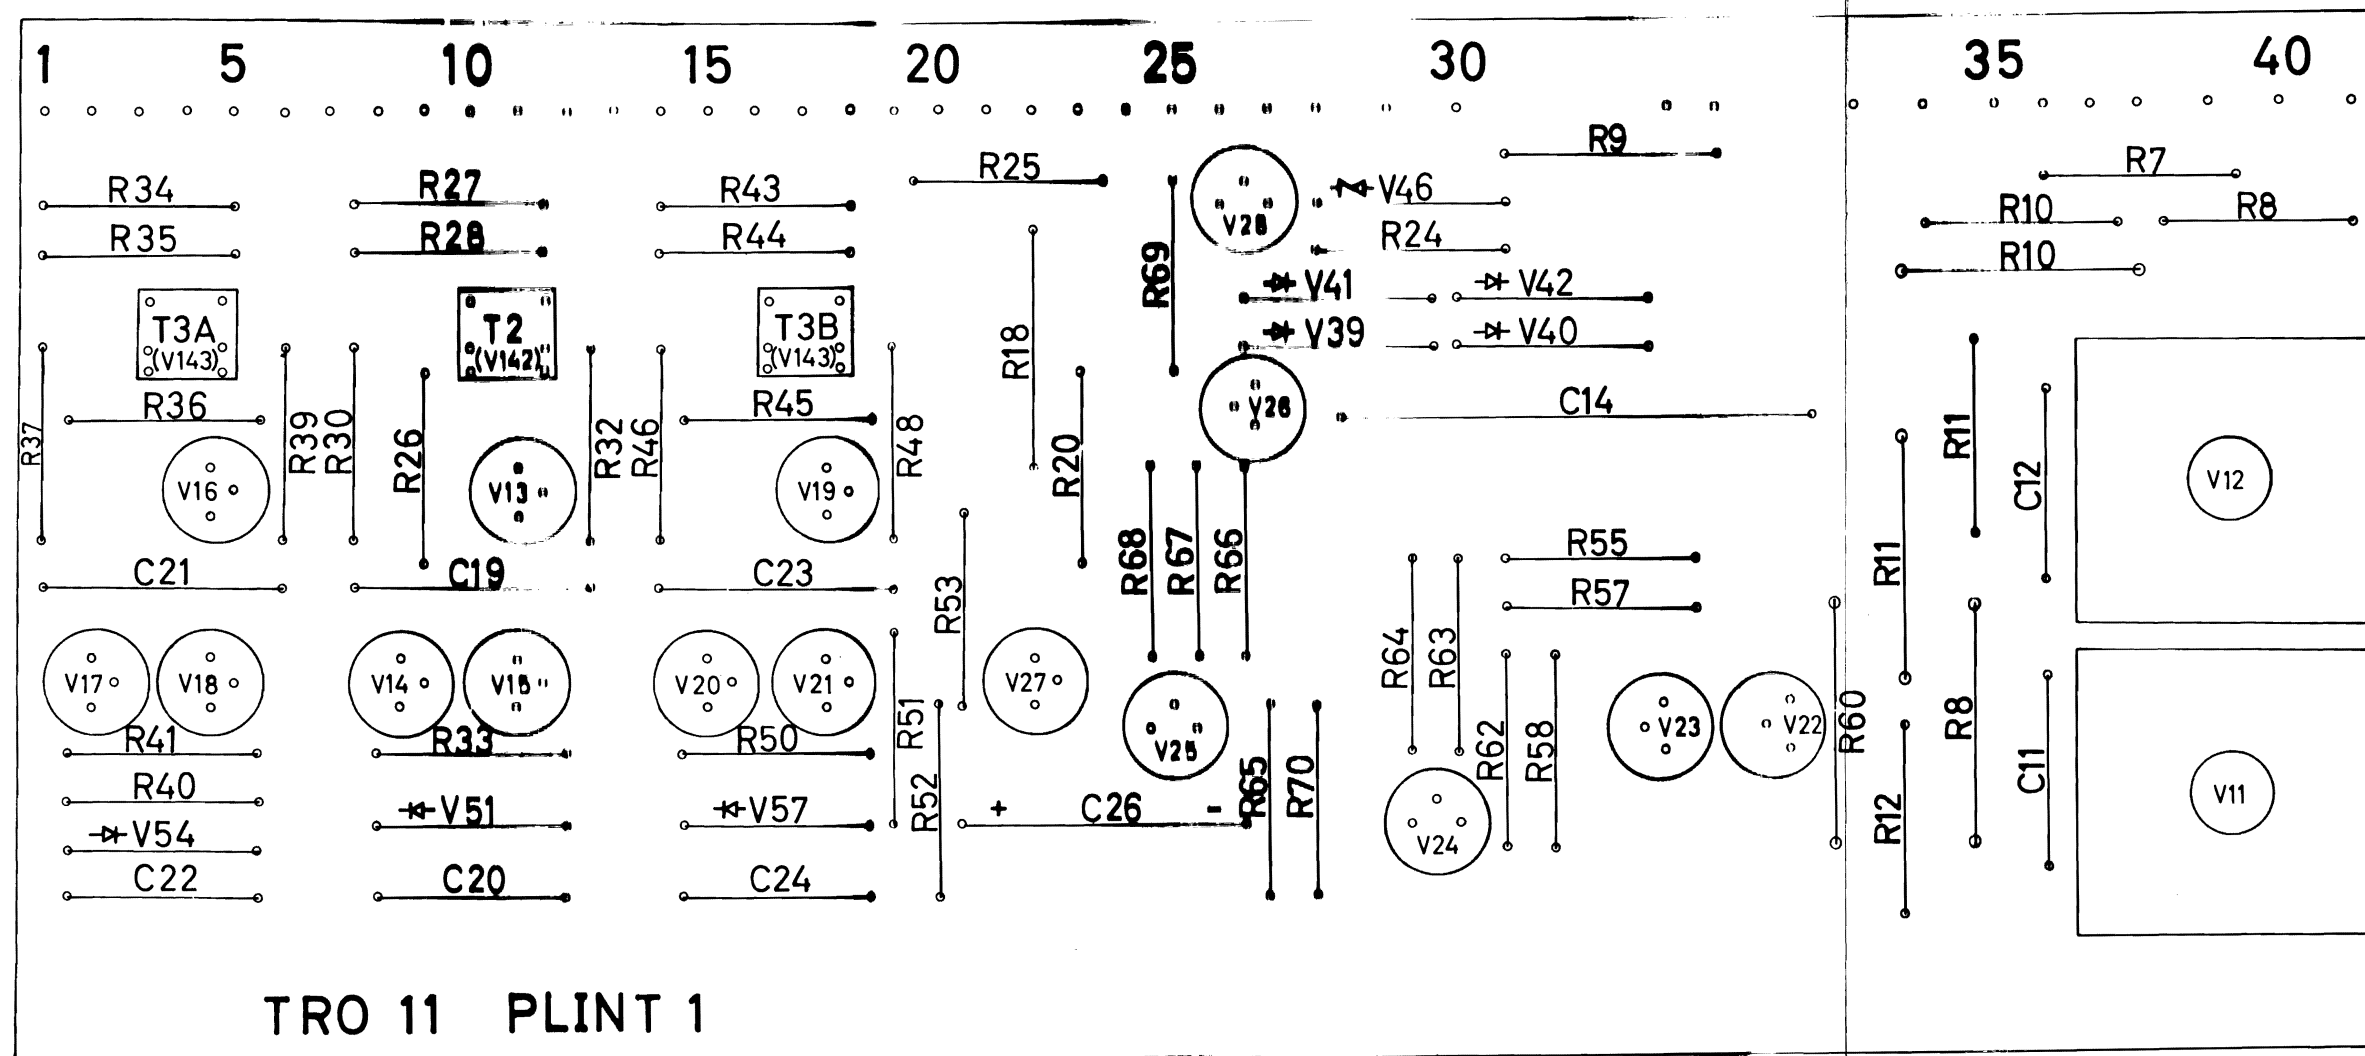 1 5 10 15 20 25 30 35 40
R9
R25 R7
R34 R27 R43 V46
R10 R8
V28
R35 R28 R44 R24
R10
R69
V41 V42
T3A T2 T3B V39 V40
(V143) (V142) (V143)
R18
R36 R45 C14
V26
R37 R39 R30 R26 R32 R46 R48 R20 R11 C12
V16 V13 V19 V12
R68 R67 R66 R55 R11
C21 C19 C23
R53 R57
R64 R63
V17 V18 V14 V15 V20 V21 V27
R51 R62 R58 V23 V22 R60 R8
R41 R33 R50 V25
R40 R52 R65 R70 C11 V11
V51 V57 + C26 - R12
V54 V24
C22 C20 C24
TRO 11 PLINT 1